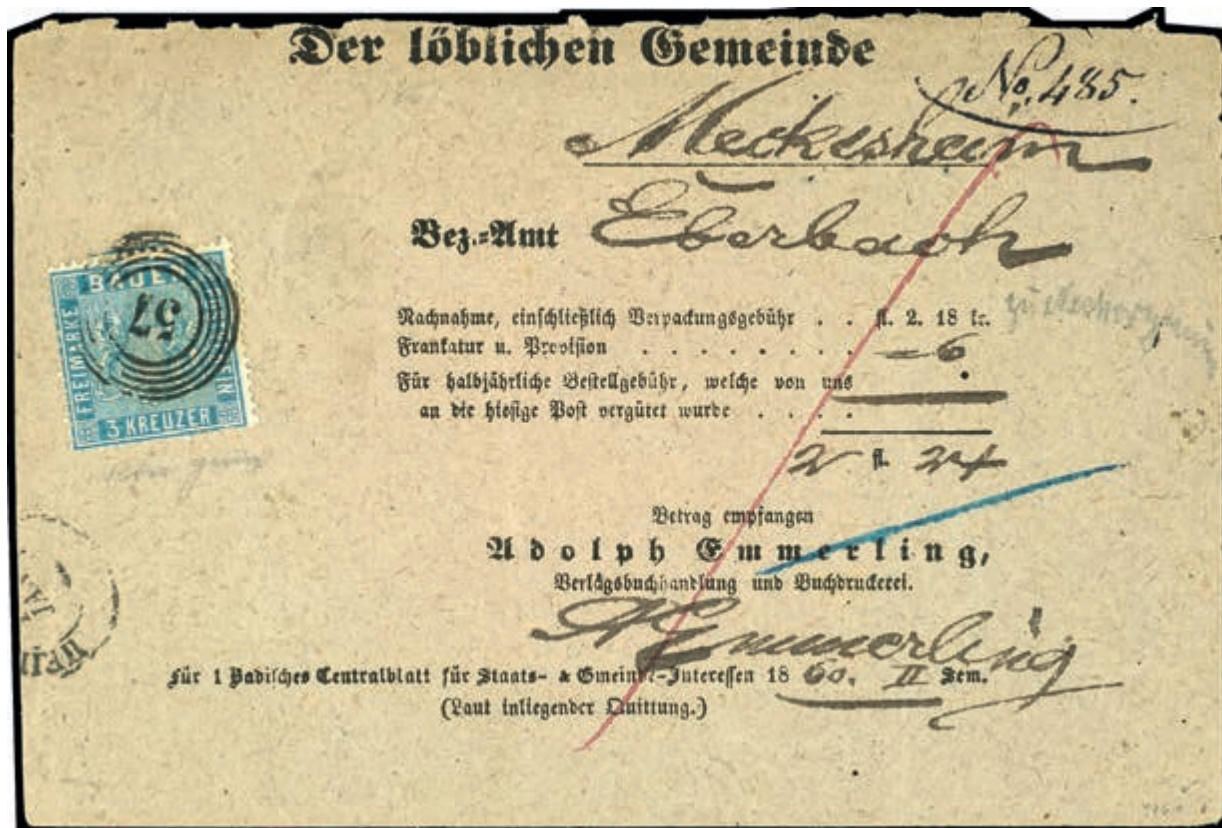 Der löblichen Gemeinde
No. 485.
Meckesheim
Bez.-Amt Eberbach
Nachnahme, einschließlich Verpackungsgebühr . . fl. 2. 18 kr.
Frankatur u. Provision . . . . . . . . — 6
Für halbjährliche Bestellgebühr, welche von uns
an die hiesige Post vergütet wurde . . . .
2 fl. 24
Betrag empfangen
Adolph Emmerling,
Verlagsbuchhandlung und Buchdruckerei.
A Emmerling
Für 1 Badisches Centralblatt für Staats- & Gmeinde-Interessen 18 60. II Sem.
(Laut inliegender Quittung.)
BADEN
FREIMARKE
3 KREUZER
57
JAN